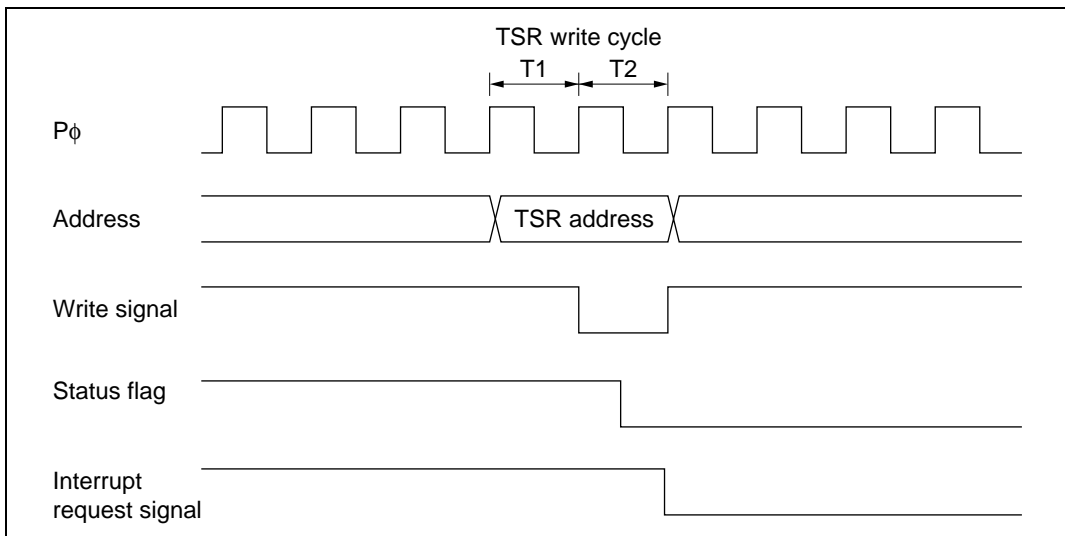 TSR write cycle
T1 T2
Pϕ
Address
TSR address
Write signal
Status flag
Interrupt
request signal